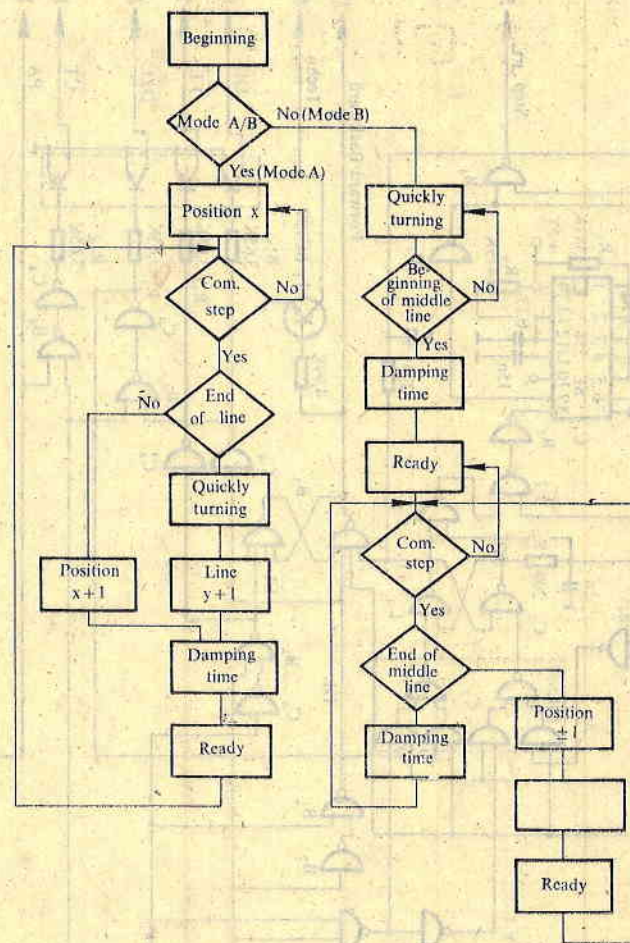 Beginning
Mode A/B
No (Mode B)
Yes (Mode A)
Position x
Com.
step
No
Yes
End
of line
No
Quickly
turning
Position
x+1
Line
y+1
Damping
time
Ready
Quickly
turning
Be-
ginning
of middle
line
No
Yes
Damping
time
Ready
Com.
step
No
Yes
End of
middle
line
Damping
time
Position
±1
Ready